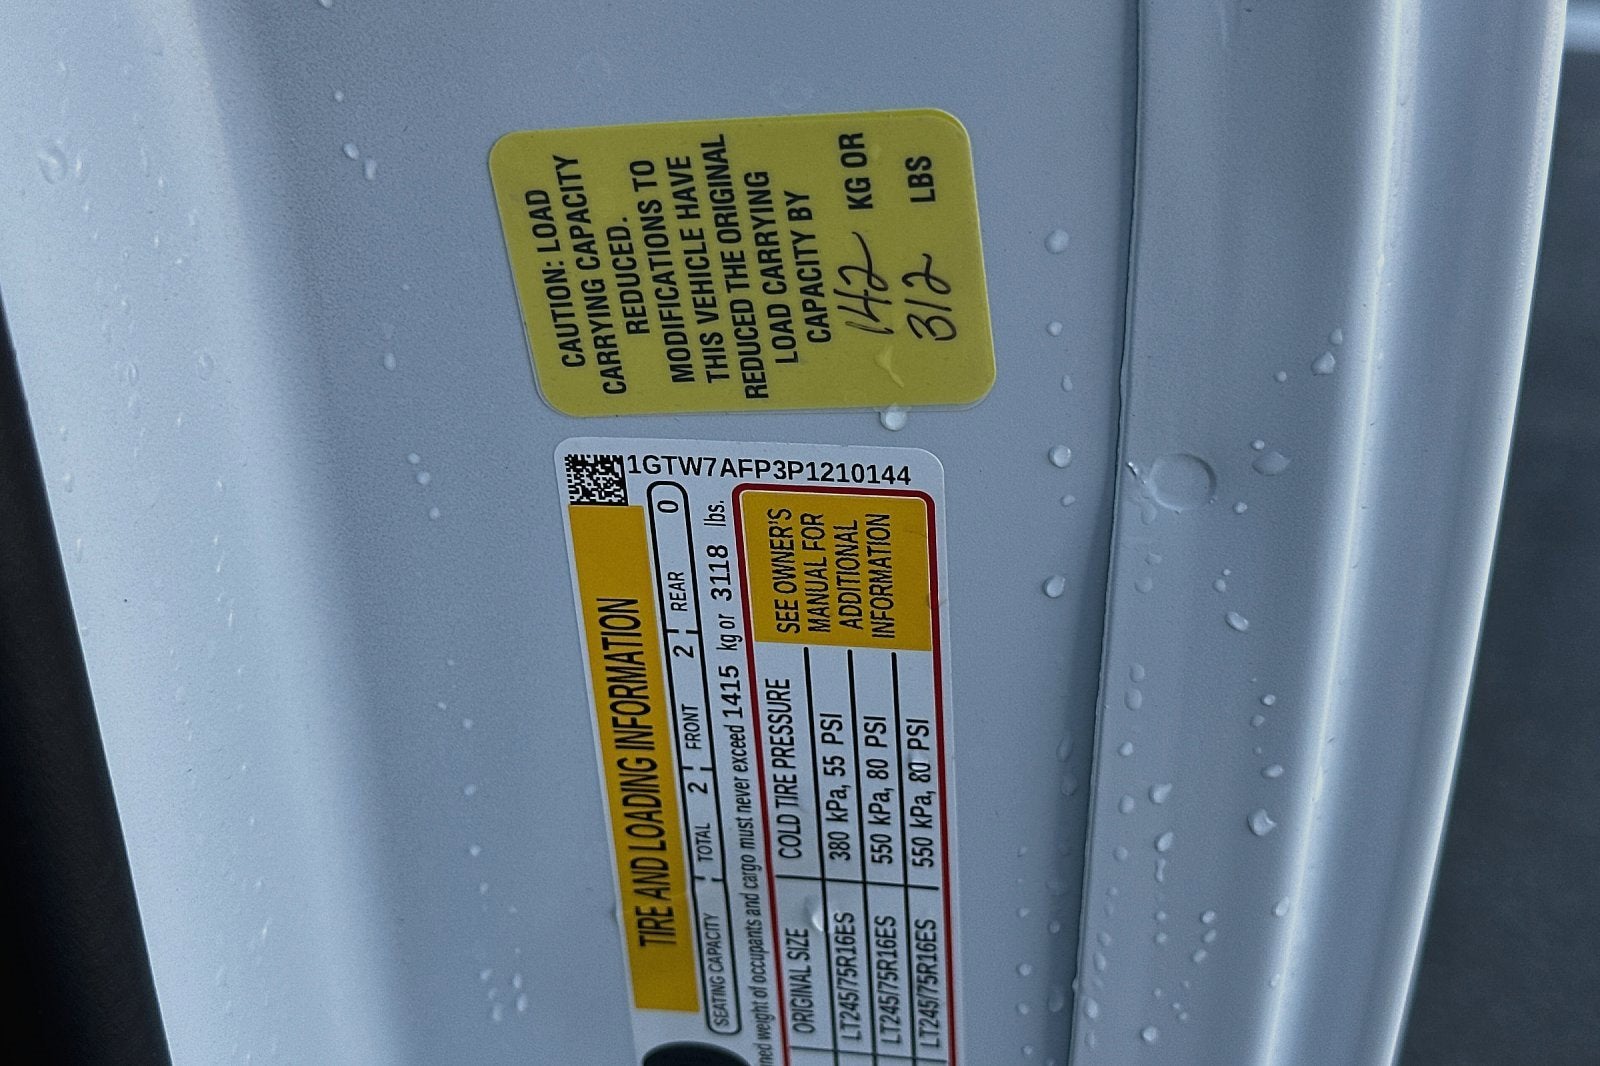 CAUTION: LOAD
CARRYING CAPACITY
REDUCED.
MODIFICATIONS TO
THIS VEHICLE HAVE
REDUCED THE ORIGINAL
LOAD CARRYING
CAPACITY BY
142 KG OR
312 LBS
1GTW7AFP3P1210144
TIRE AND LOADING INFORMATION
SEATING CAPACITY TOTAL 2 FRONT 2 REAR 0
weight of occupants and cargo must never exceed 1415 kg or 3118 lbs.
ORIGINAL SIZE COLD TIRE PRESSURE
LT245/75R16ES 380 kPa, 55 PSI
LT245/75R16ES 550 kPa, 80 PSI
LT245/75R16ES 550 kPa, 80 PSI
SEE OWNER'S
MANUAL FOR
ADDITIONAL
INFORMATION